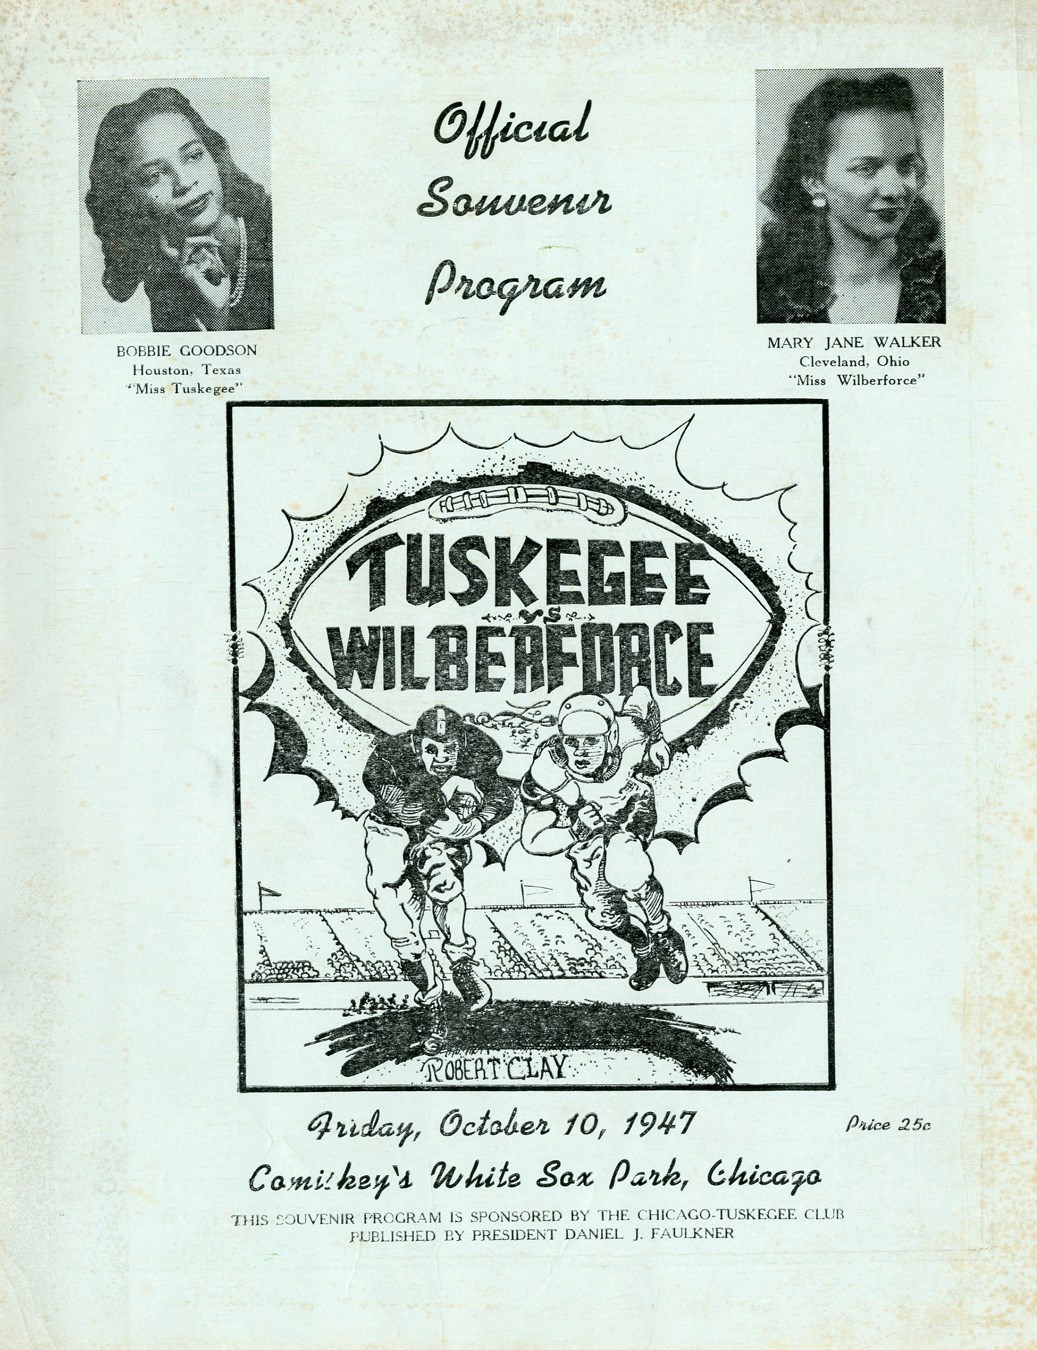 Official
Souvenir
Program
BOBBIE GOODSON
Houston, Texas
"Miss Tuskegee"
MARY JANE WALKER
Cleveland, Ohio
"Miss Wilberforce"
TUSKEGEE
VS
WILBERFORCE
ROBERT CLAY
Friday, October 10, 1947
Price 25c
Comiskey's White Sox Park, Chicago
THIS SOUVENIR PROGRAM IS SPONSORED BY THE CHICAGO-TUSKEGEE CLUB
PUBLISHED BY PRESIDENT DANIEL J. FAULKNER